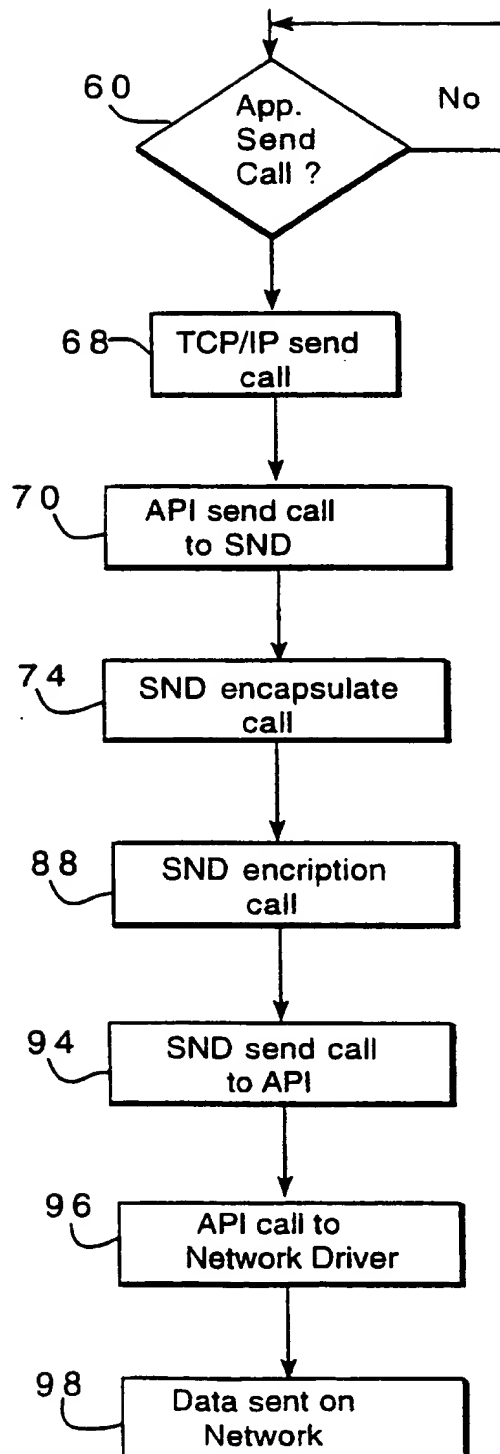 60
App.
Send
Call ?
No
68
TCP/IP send
call
70
API send call
to SND
74
SND encapsulate
call
88
SND encription
call
94
SND send call
to API
96
API call to
Network Driver
98
Data sent on
Network